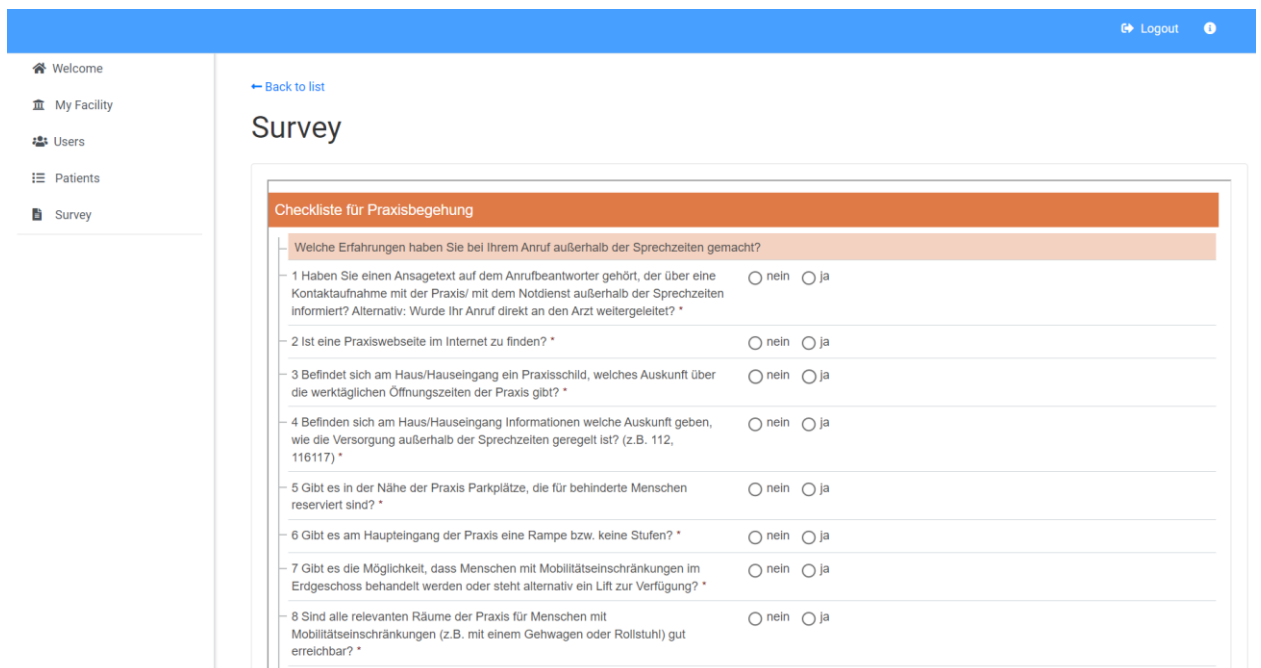 Logout
Welcome
My Facility
Users
Patients
Survey
← Back to list
Survey
Checkliste für Praxisbegehung
Welche Erfahrungen haben Sie bei Ihrem Anruf außerhalb der Sprechzeiten gemacht?
1 Haben Sie einen Ansagetext auf dem Anrufbeantworter gehört, der über eine
Kontaktaufnahme mit der Praxis/ mit dem Notdienst außerhalb der Sprechzeiten
informiert? Alternativ: Wurde Ihr Anruf direkt an den Arzt weitergeleitet? *
nein ja
2 Ist eine Praxiswebseite im Internet zu finden? *
nein ja
3 Befindet sich am Haus/Hauseingang ein Praxisschild, welches Auskunft über
die werktäglichen Öffnungszeiten der Praxis gibt? *
nein ja
4 Befinden sich am Haus/Hauseingang Informationen welche Auskunft geben,
wie die Versorgung außerhalb der Sprechzeiten geregelt ist? (z.B. 112,
116117) *
nein ja
5 Gibt es in der Nähe der Praxis Parkplätze, die für behinderte Menschen
reserviert sind? *
nein ja
6 Gibt es am Haupteingang der Praxis eine Rampe bzw. keine Stufen? *
nein ja
7 Gibt es die Möglichkeit, dass Menschen mit Mobilitätseinschränkungen im
Erdgeschoss behandelt werden oder steht alternativ ein Lift zur Verfügung? *
nein ja
8 Sind alle relevanten Räume der Praxis für Menschen mit
Mobilitätseinschränkungen (z.B. mit einem Gehwagen oder Rollstuhl) gut
erreichbar? *
nein ja